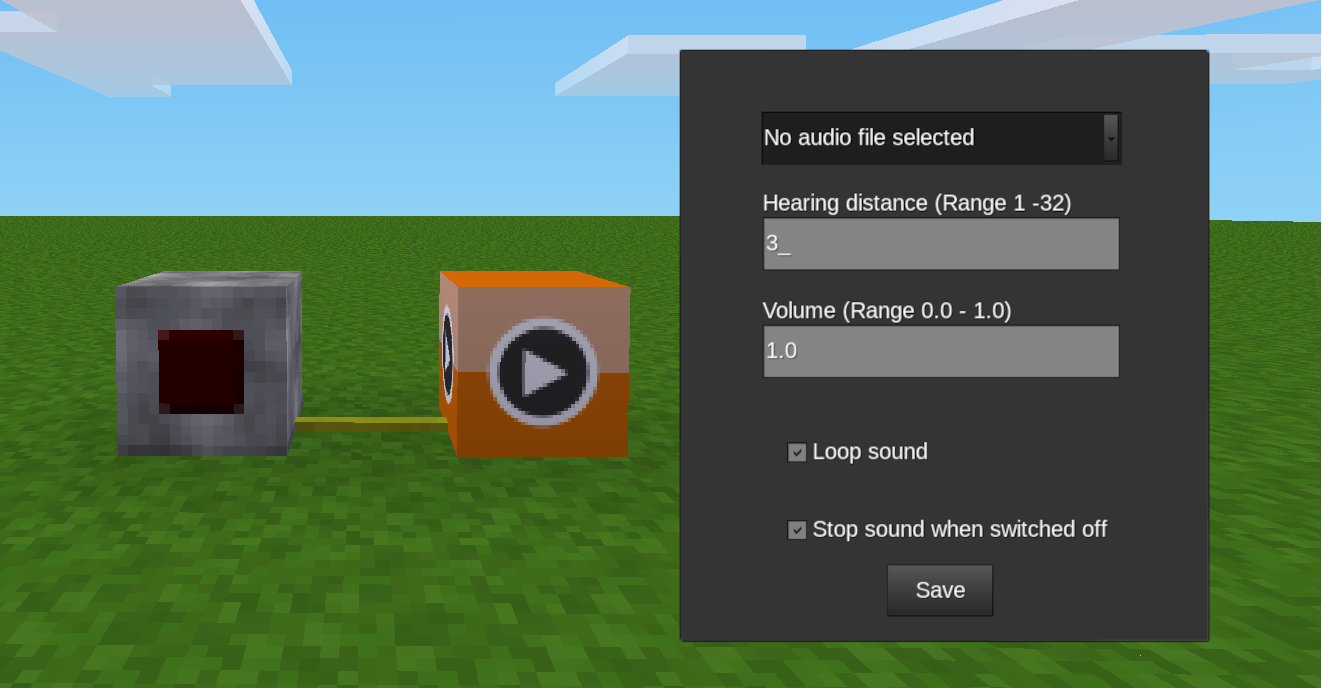 No audio file selected
Hearing distance (Range 1 -32)
3_
Volume (Range 0.0 - 1.0)
1.0
Loop sound
Stop sound when switched off
Save